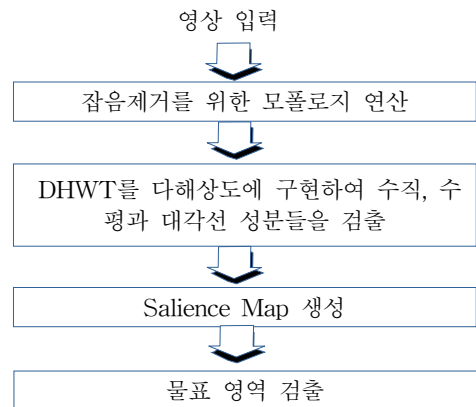 영상 입력
잡음제거를 위한 모폴로지 연산
DHWT를 다해상도에 구현하여 수직, 수
평과 대각선 성분들을 검출
Salience Map 생성
물표 영역 검출